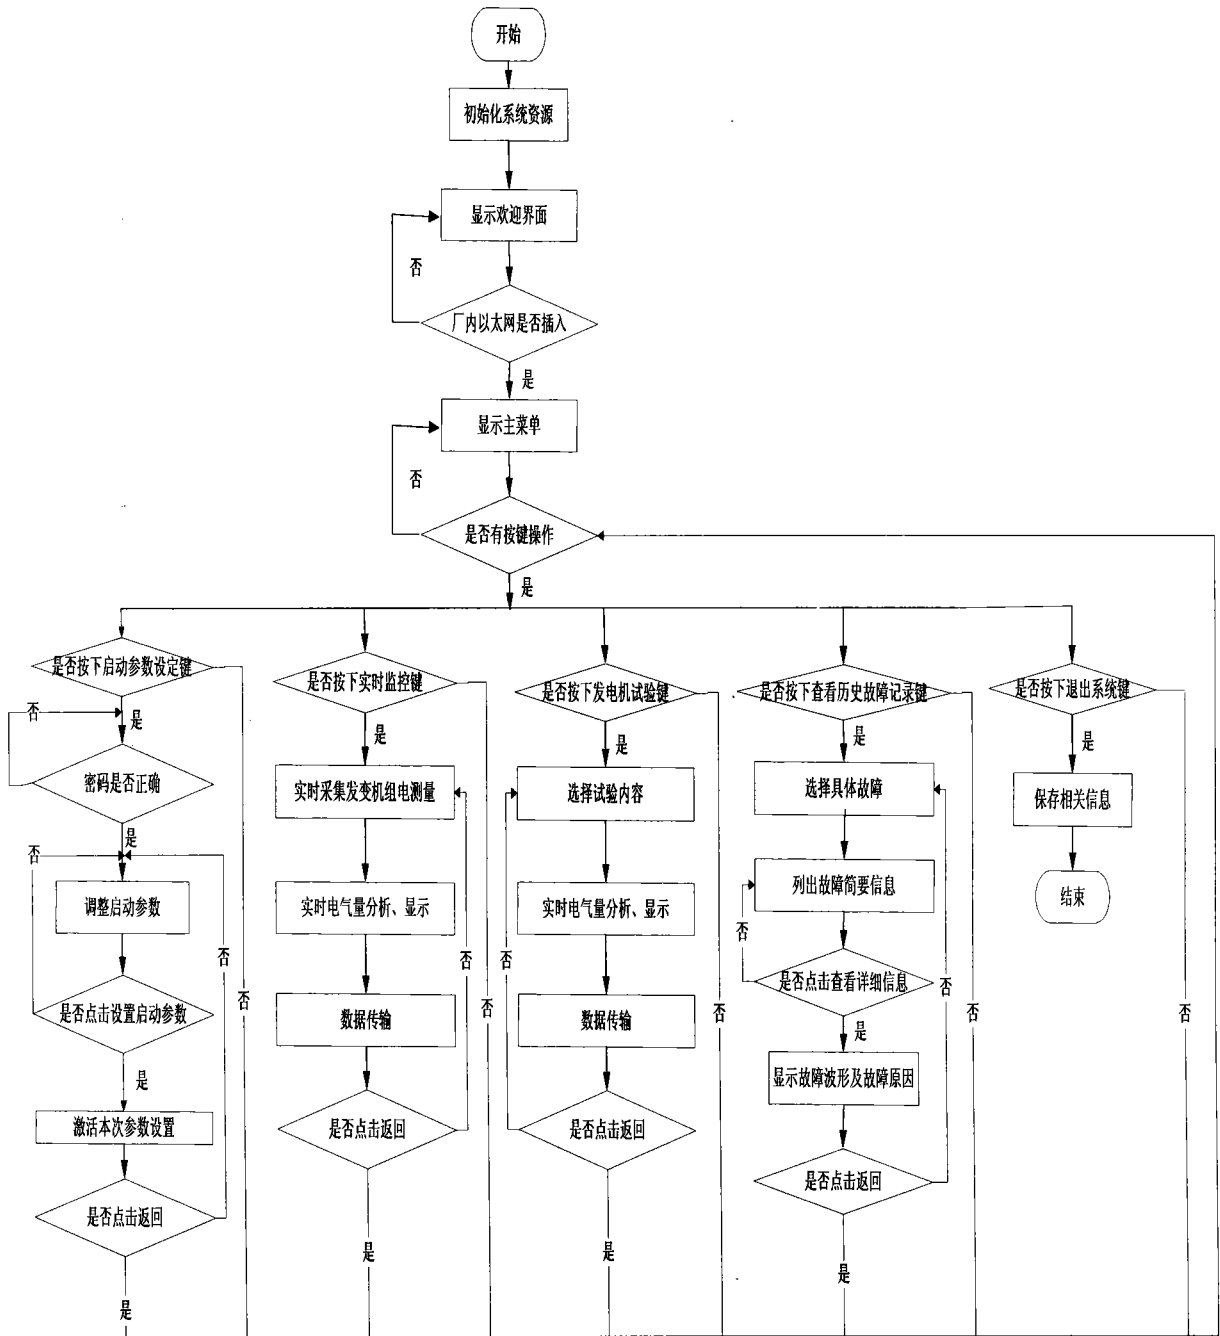 开始
初始化系统资源
显示欢迎界面
否
厂内以太网是否插入
是
显示主菜单
否
是否有按键操作
是
是否按下启动参数设定键
否
是
密码是否正确
是
否
调整启动参数
否
否
是否点击设置启动参数
是
激活本次参数设置
是否点击返回
是
是否按下实时监控键
是
实时采集发变机组电测量
实时电气量分析、显示
否
否
数据传输
是否点击返回
是
是否按下发电机试验键
是
选择试验内容
实时电气量分析、显示
否
否
数据传输
是否点击返回
是
是否按下查看历史故障记录键
是
选择具体故障
列出故障简要信息
否
是否点击查看详细信息
否
否
是
显示故障波形及故障原因
是否点击返回
是
是否按下退出系统键
是
保存相关信息
结束
否